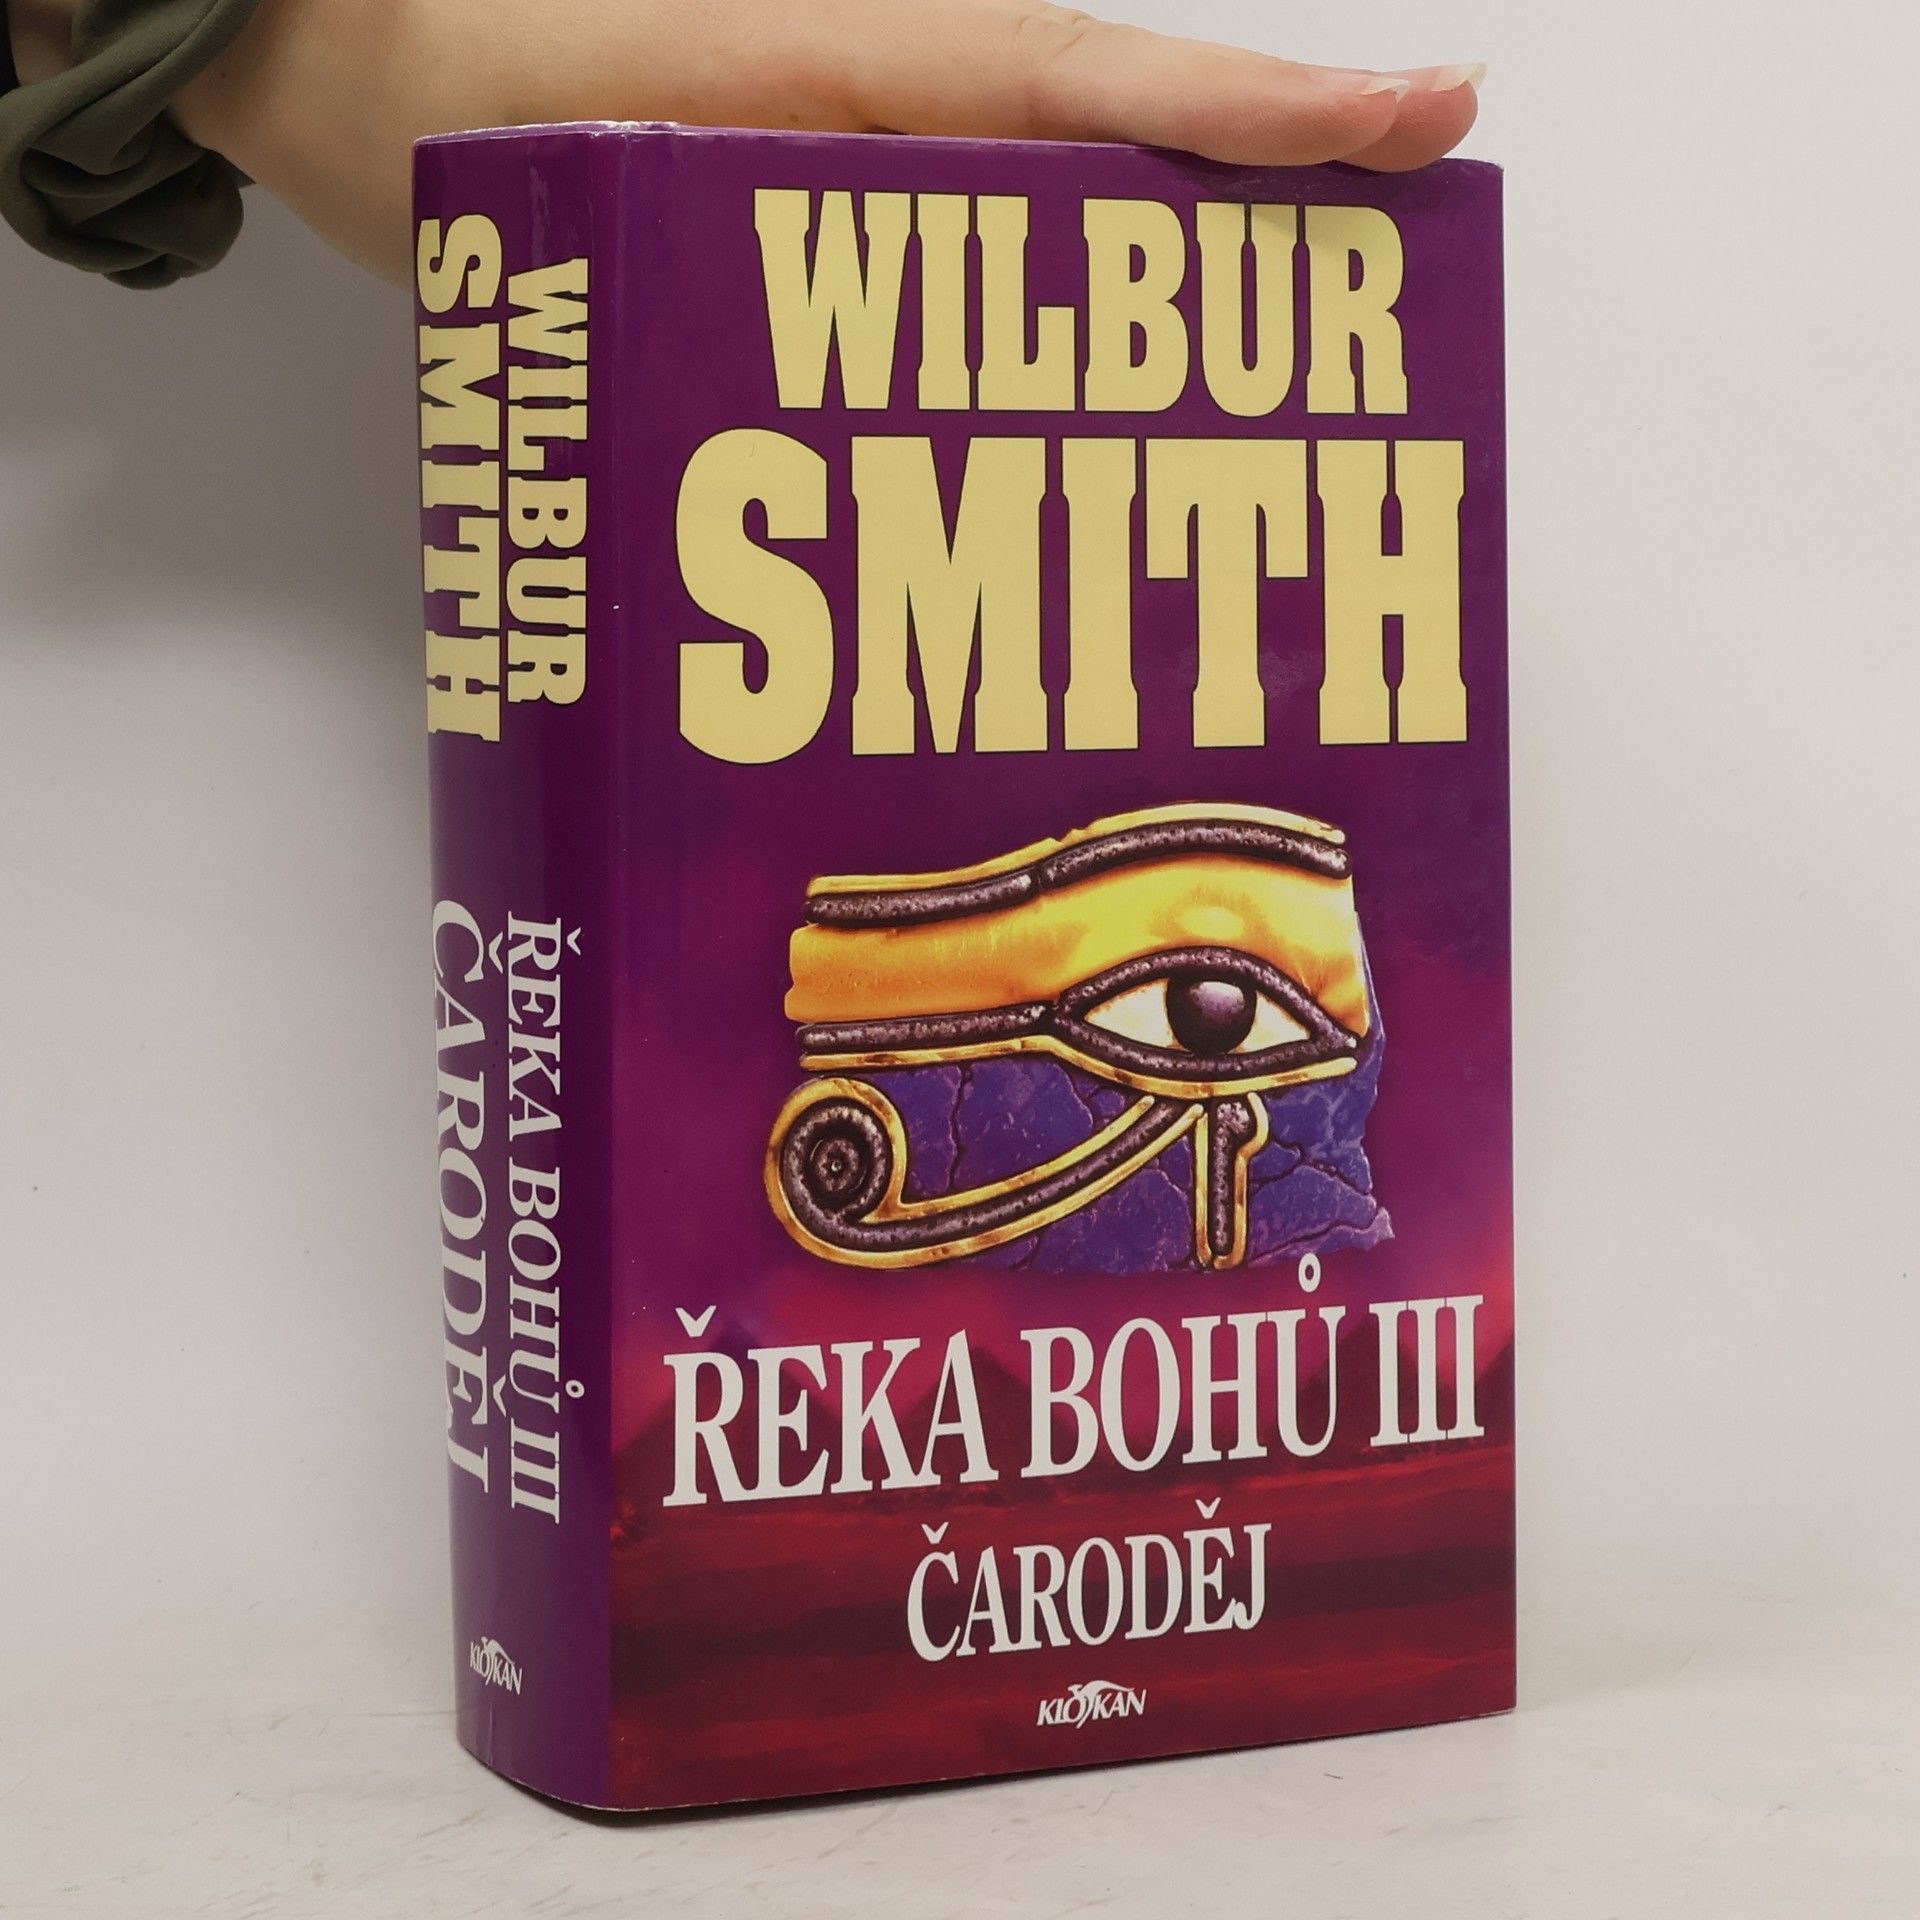 WILBUR
SMITH
ŘEKA BOHŮ III
ČARODĚJ
WILBUR
SMITH
ŘEKA BOHŮ III
ČARODĚJ
KLOKAN
KLOKAN